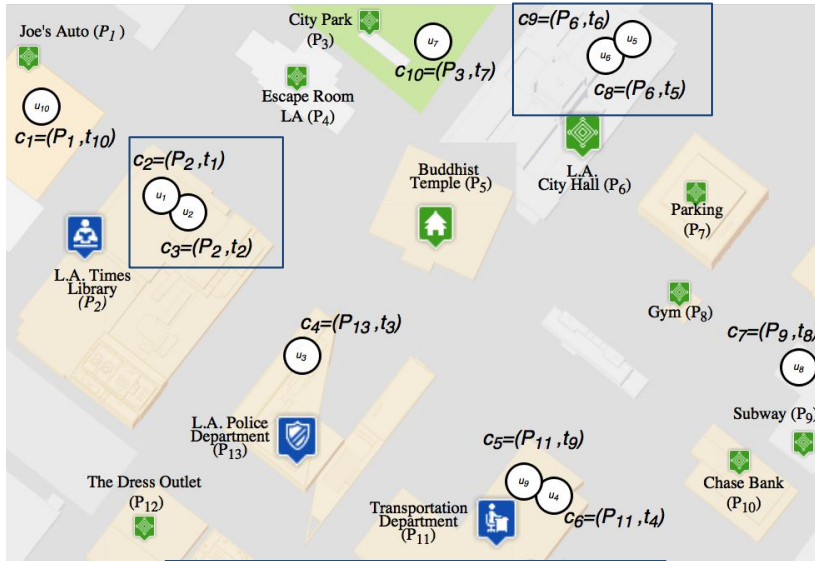 Joe's Auto (P1)
City Park
(P3)
u7
c10=(P3,t7)
c9=(P6,t6)
u5
u6
c8=(P6,t5)
Escape Room
LA (P4)
u10
c1=(P1,t10)
c2=(P2,t1)
u1
u2
c3=(P2,t2)
Buddhist
Temple (P5)
L.A.
City Hall (P6)
Parking
(P7)
L.A. Times
Library
(P2)
Gym (P8)
c4=(P13,t3)
u3
c7=(P9,t8)
u8
L.A. Police
Department
(P13)
Subway (P9)
c5=(P11,t9)
u9
u4
c6=(P11,t4)
The Dress Outlet
(P12)
Transportation
Department
(P11)
Chase Bank
(P10)